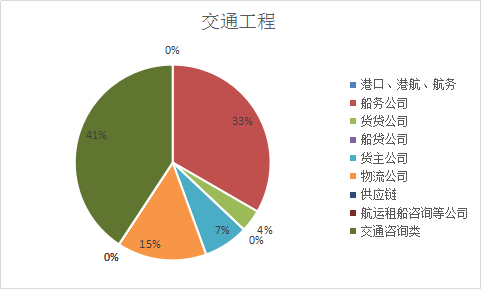 交通工程
0%
33%
4%
0%
7%
15%
0%
41%
港口、港航、航务
船务公司
货贷公司
船贷公司
货主公司
物流公司
供应链
航运租船咨询等公司
交通咨询类